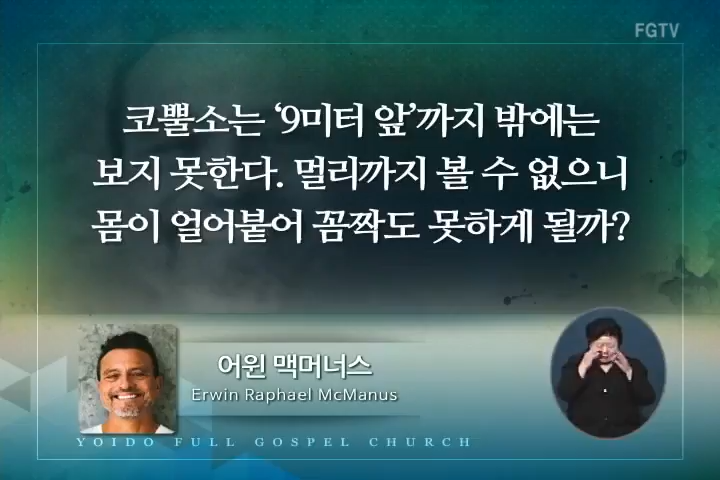 FGTV
코뿔소는 ‘9미터 앞’까지 밖에는
보지 못한다. 멀리까지 볼 수 없으니
몸이 얼어붙어 꼼짝도 못하게 될까?
어윈 맥머너스
Erwin Raphael McManus
YOIDO FULL GOSPEL CHURCH